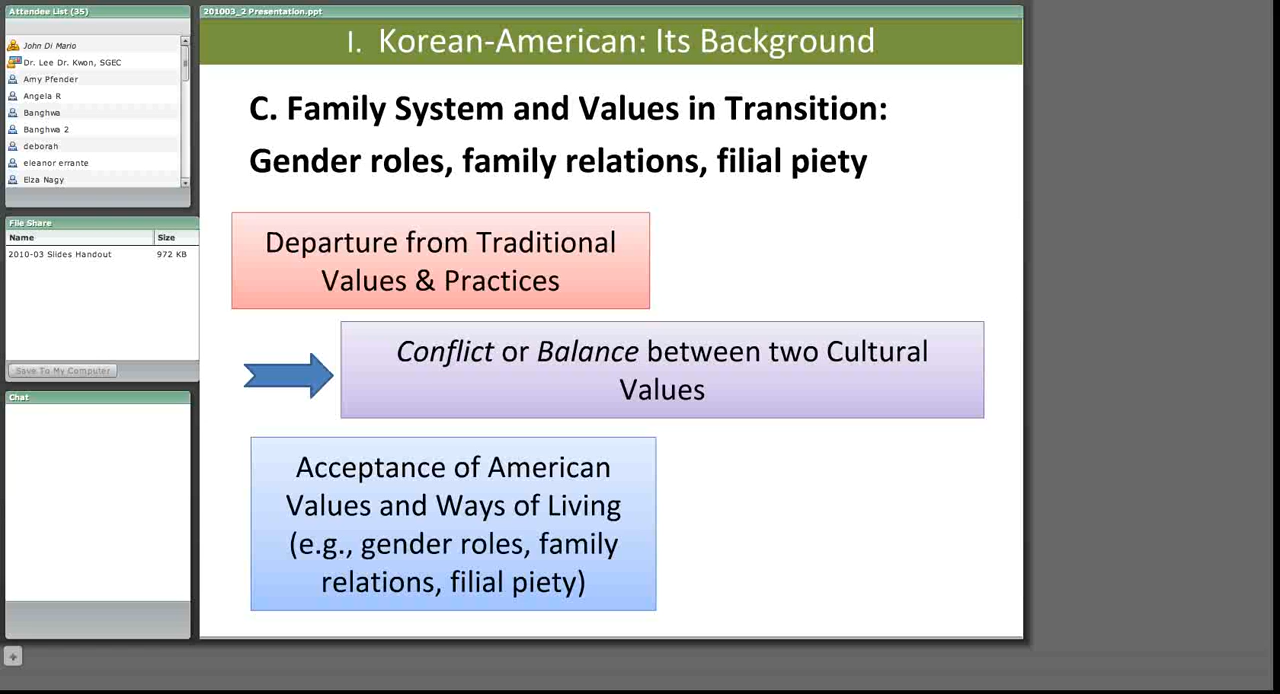 Attendee List (35)
John Di Mario
Dr. Lee Dr. Kwon, SGEC
Amy Pfender
Angela R
Banghwa
Banghwa 2
deborah
eleanor errante
Elza Nagy
File Share
Name Size
2010-03 Slides Handout 972 KB
Save To My Computer
Chat
201003_2 Presentation.ppt
I. Korean-American: Its Background
C. Family System and Values in Transition:
Gender roles, family relations, filial piety
Departure from Traditional
Values & Practices
Conflict or Balance between two Cultural
Values
Acceptance of American
Values and Ways of Living
(e.g., gender roles, family
relations, filial piety)